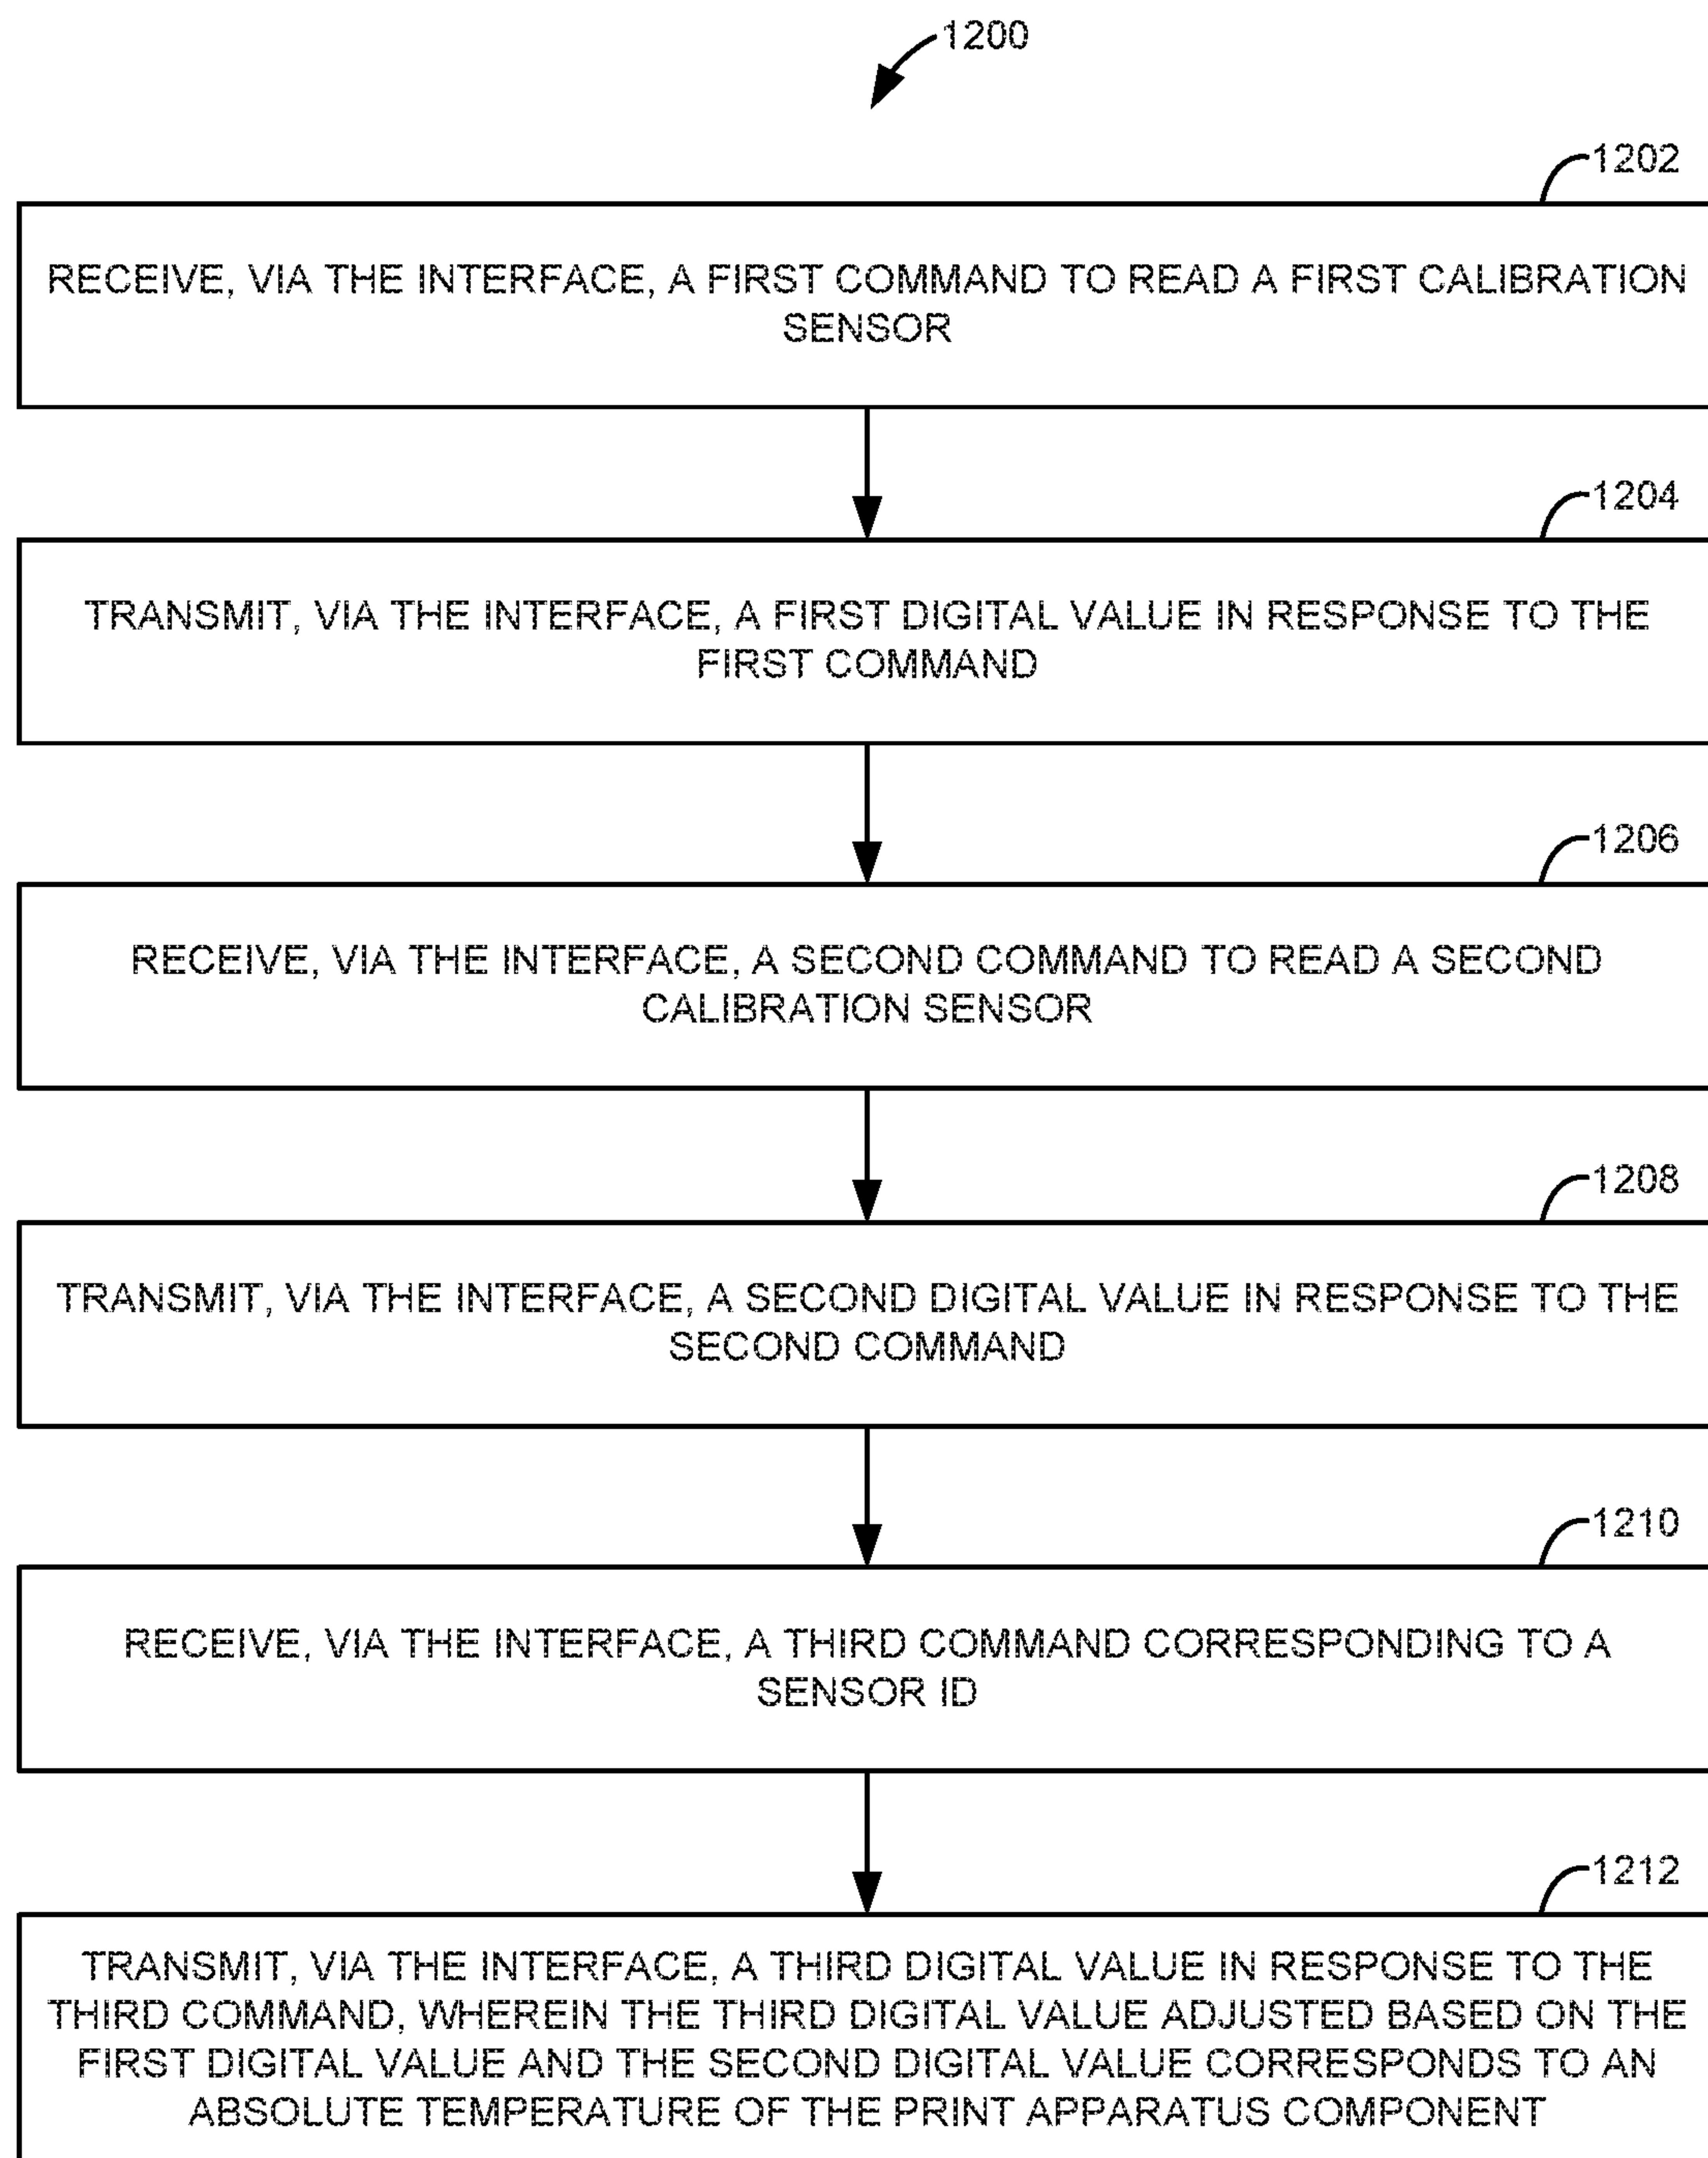 1200
1202
RECEIVE, VIA THE INTERFACE, A FIRST COMMAND TO READ A FIRST CALIBRATION
SENSOR
1204
TRANSMIT, VIA THE INTERFACE, A FIRST DIGITAL VALUE IN RESPONSE TO THE
FIRST COMMAND
1206
RECEIVE, VIA THE INTERFACE, A SECOND COMMAND TO READ A SECOND
CALIBRATION SENSOR
1208
TRANSMIT, VIA THE INTERFACE, A SECOND DIGITAL VALUE IN RESPONSE TO THE
SECOND COMMAND
1210
RECEIVE, VIA THE INTERFACE, A THIRD COMMAND CORRESPONDING TO A
SENSOR ID
1212
TRANSMIT, VIA THE INTERFACE, A THIRD DIGITAL VALUE IN RESPONSE TO THE
THIRD COMMAND, WHEREIN THE THIRD DIGITAL VALUE ADJUSTED BASED ON THE
FIRST DIGITAL VALUE AND THE SECOND DIGITAL VALUE CORRESPONDS TO AN
ABSOLUTE TEMPERATURE OF THE PRINT APPARATUS COMPONENT